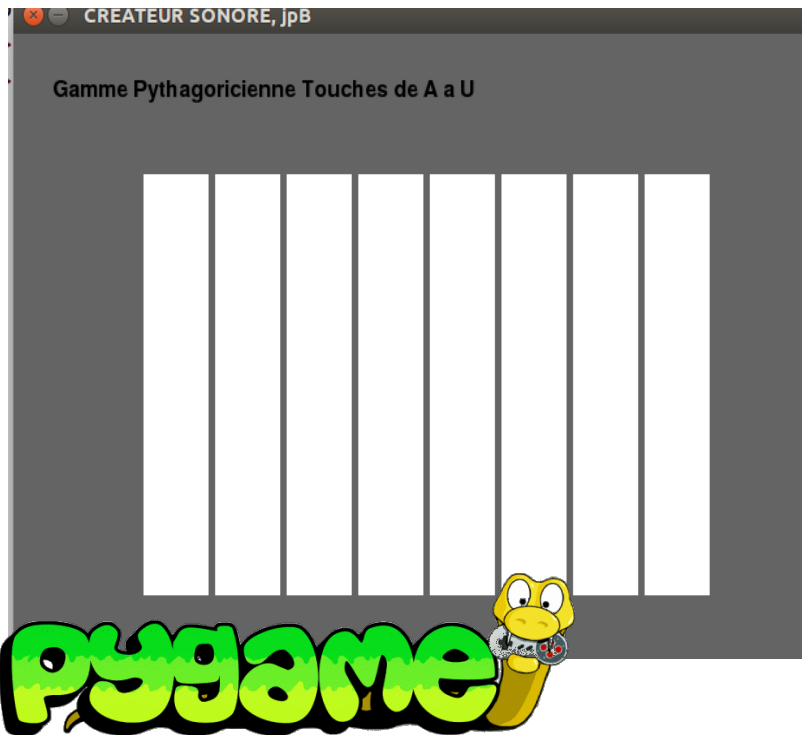 CREATEUR SONORE, jpB
Gamme Pythagoricienne Touches de A a U
pygame